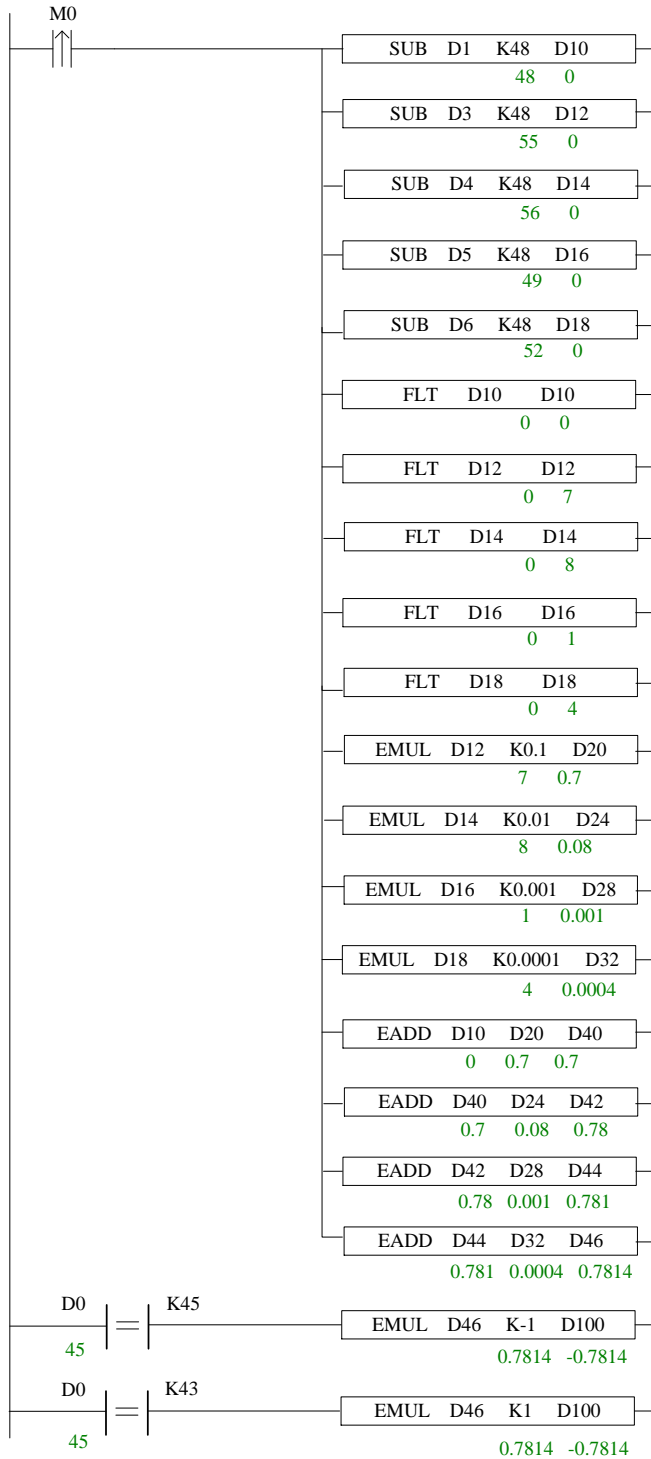 M0
SUB D1 K48 D10
48 0
SUB D3 K48 D12
55 0
SUB D4 K48 D14
56 0
SUB D5 K48 D16
49 0
SUB D6 K48 D18
52 0
FLT D10 D10
0 0
FLT D12 D12
0 7
FLT D14 D14
0 8
FLT D16 D16
0 1
FLT D18 D18
0 4
EMUL D12 K0.1 D20
7 0.7
EMUL D14 K0.01 D24
8 0.08
EMUL D16 K0.001 D28
1 0.001
EMUL D18 K0.0001 D32
4 0.0004
EADD D10 D20 D40
0 0.7 0.7
EADD D40 D24 D42
0.7 0.08 0.78
EADD D42 D28 D44
0.78 0.001 0.781
EADD D44 D32 D46
0.781 0.0004 0.7814
D0 K45
EMUL D46 K-1 D100
45
0.7814 -0.7814
D0 K43
EMUL D46 K1 D100
45
0.7814 -0.7814